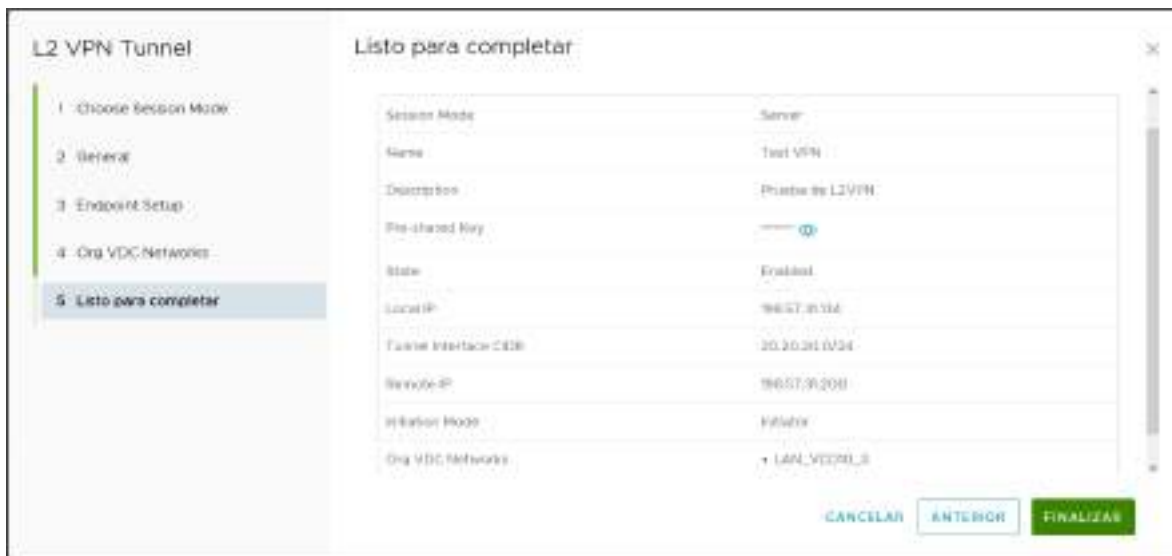 L2 VPN Tunnel
1 Choose Session Mode
2 General
3 Endpoint Setup
4 Org VDC Networks
5 Listo para completar
Listo para completar
Session Mode Server
Name Test VPN
Description Prueba de L2VPN
Pre-shared Key
State Enabled
Local IP
Tunnel Interface CIDR
Remote IP
Initiation Mode Initiator
Org VDC Networks
CANCELAR ANTERIOR FINALIZAR